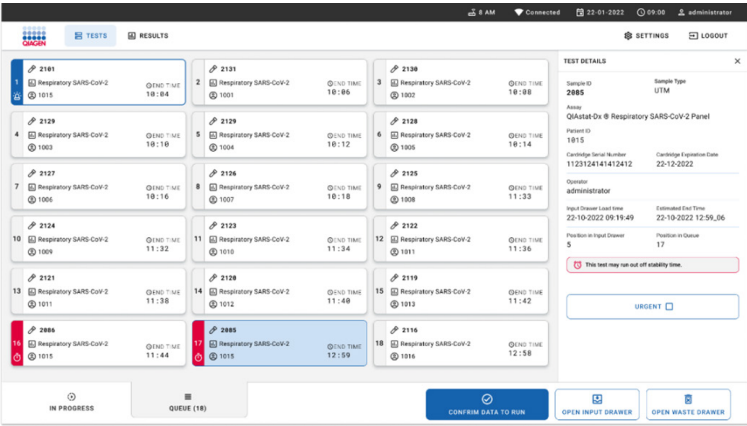 8 AM Connected 22-01-2022 09:00 administrator
QIAGEN TESTS RESULTS SETTINGS LOGOUT
1 2101 Respiratory SARS-CoV-2 1015 END TIME 10:04
2 2131 Respiratory SARS-CoV-2 1001 END TIME 10:06
3 2130 Respiratory SARS-CoV-2 1002 END TIME 10:08
4 2129 Respiratory SARS-CoV-2 1003 END TIME 10:10
5 2129 Respiratory SARS-CoV-2 1004 END TIME 10:12
6 2128 Respiratory SARS-CoV-2 1005 END TIME 10:14
7 2127 Respiratory SARS-CoV-2 1006 END TIME 10:16
8 2126 Respiratory SARS-CoV-2 1007 END TIME 10:18
9 2125 Respiratory SARS-CoV-2 1008 END TIME 11:33
10 2124 Respiratory SARS-CoV-2 1009 END TIME 11:32
11 2123 Respiratory SARS-CoV-2 1010 END TIME 11:34
12 2122 Respiratory SARS-CoV-2 1011 END TIME 11:36
13 2121 Respiratory SARS-CoV-2 1011 END TIME 11:38
14 2120 Respiratory SARS-CoV-2 1012 END TIME 11:40
15 2119 Respiratory SARS-CoV-2 1013 END TIME 11:42
16 2086 Respiratory SARS-CoV-2 1015 END TIME 11:44
17 2085 Respiratory SARS-CoV-2 1015 END TIME 12:59
18 2116 Respiratory SARS-CoV-2 1016 END TIME 12:58
TEST DETAILS
Sample ID Sample Type
2085 UTM
Assay
QIAstat-Dx ® Respiratory SARS-CoV-2 Panel
Patient ID
1015
Cartridge Serial Number Cartridge Expiration Date
1123124141412412 22-12-2022
Operator
administrator
Input Drawer Load time Estimated End Time
22-10-2022 09:19:49 22-10-2022 12:59_06
Position in Input Drawer Position in Queue
5 17
This test may run out off stability time.
URGENT
IN PROGRESS QUEUE (18) CONFRIM DATA TO RUN OPEN INPUT DRAWER OPEN WASTE DRAWER